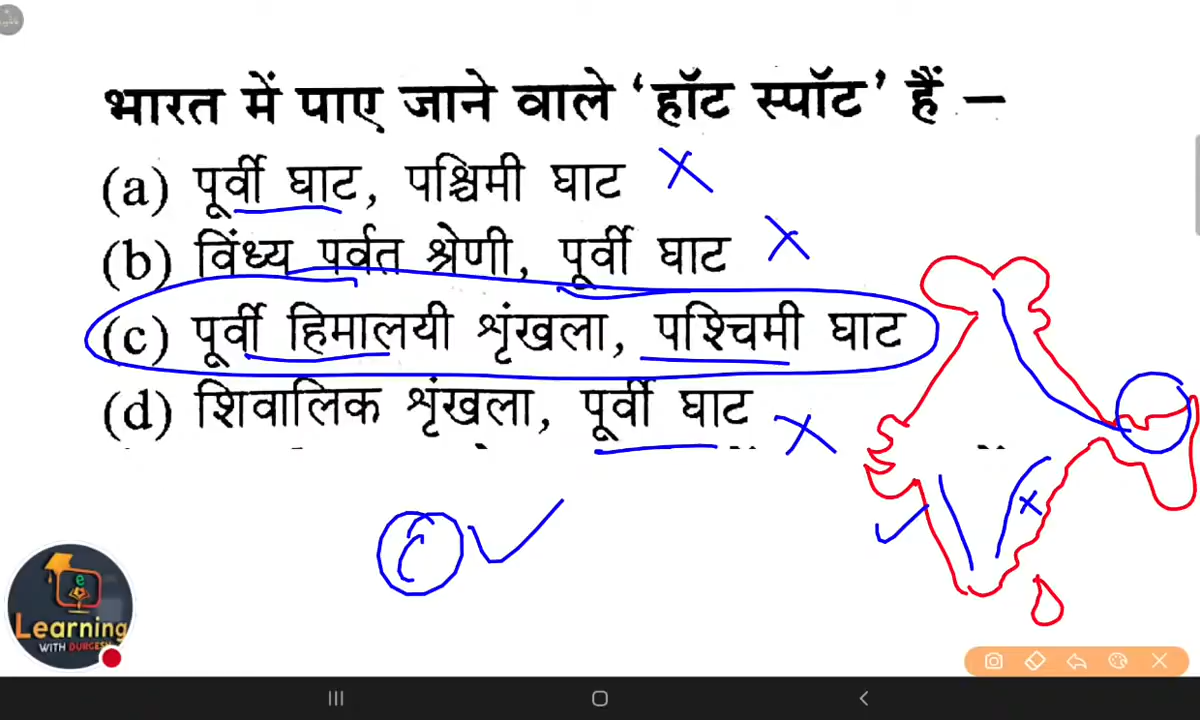 भारत में पाए जाने वाले ‘हॉट स्पॉट’ हैं –
(a) पूर्वी घाट, पश्चिमी घाट
(b) विंध्य पर्वत श्रेणी, पूर्वी घाट
(c) पूर्वी हिमालयी शृंखला, पश्चिमी घाट
(d) शिवालिक शृंखला, पूर्वी घाट
e
Learning
WITH DURGESH